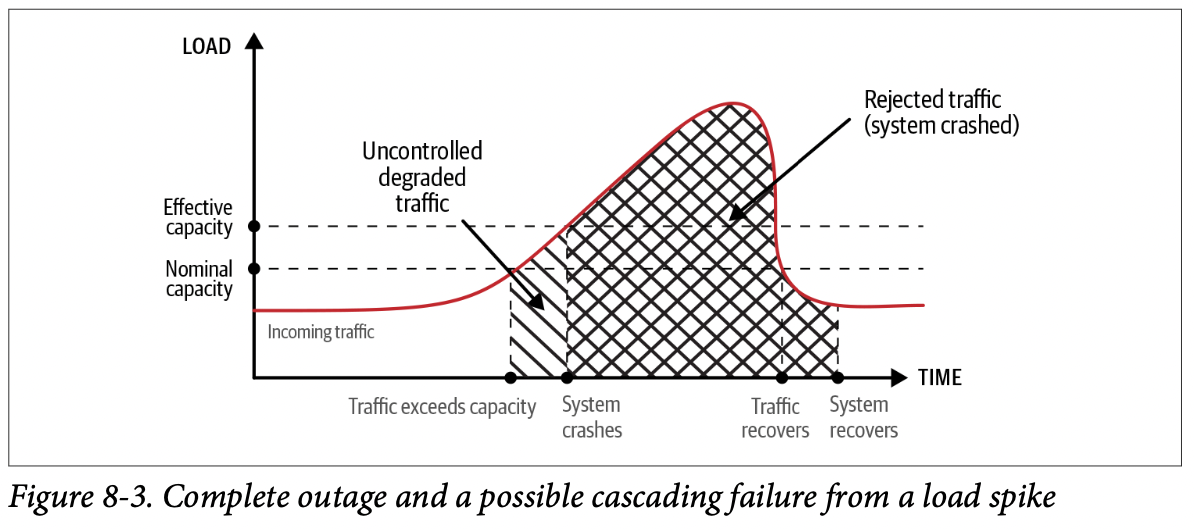 LOAD
Rejected traffic
(system crashed)
Uncontrolled
degraded
traffic
Effective
capacity
Nominal
capacity
Incoming traffic
TIME
Traffic exceeds capacity
System
crashes
Traffic
recovers
System
recovers
Figure 8-3. Complete outage and a possible cascading failure from a load spike